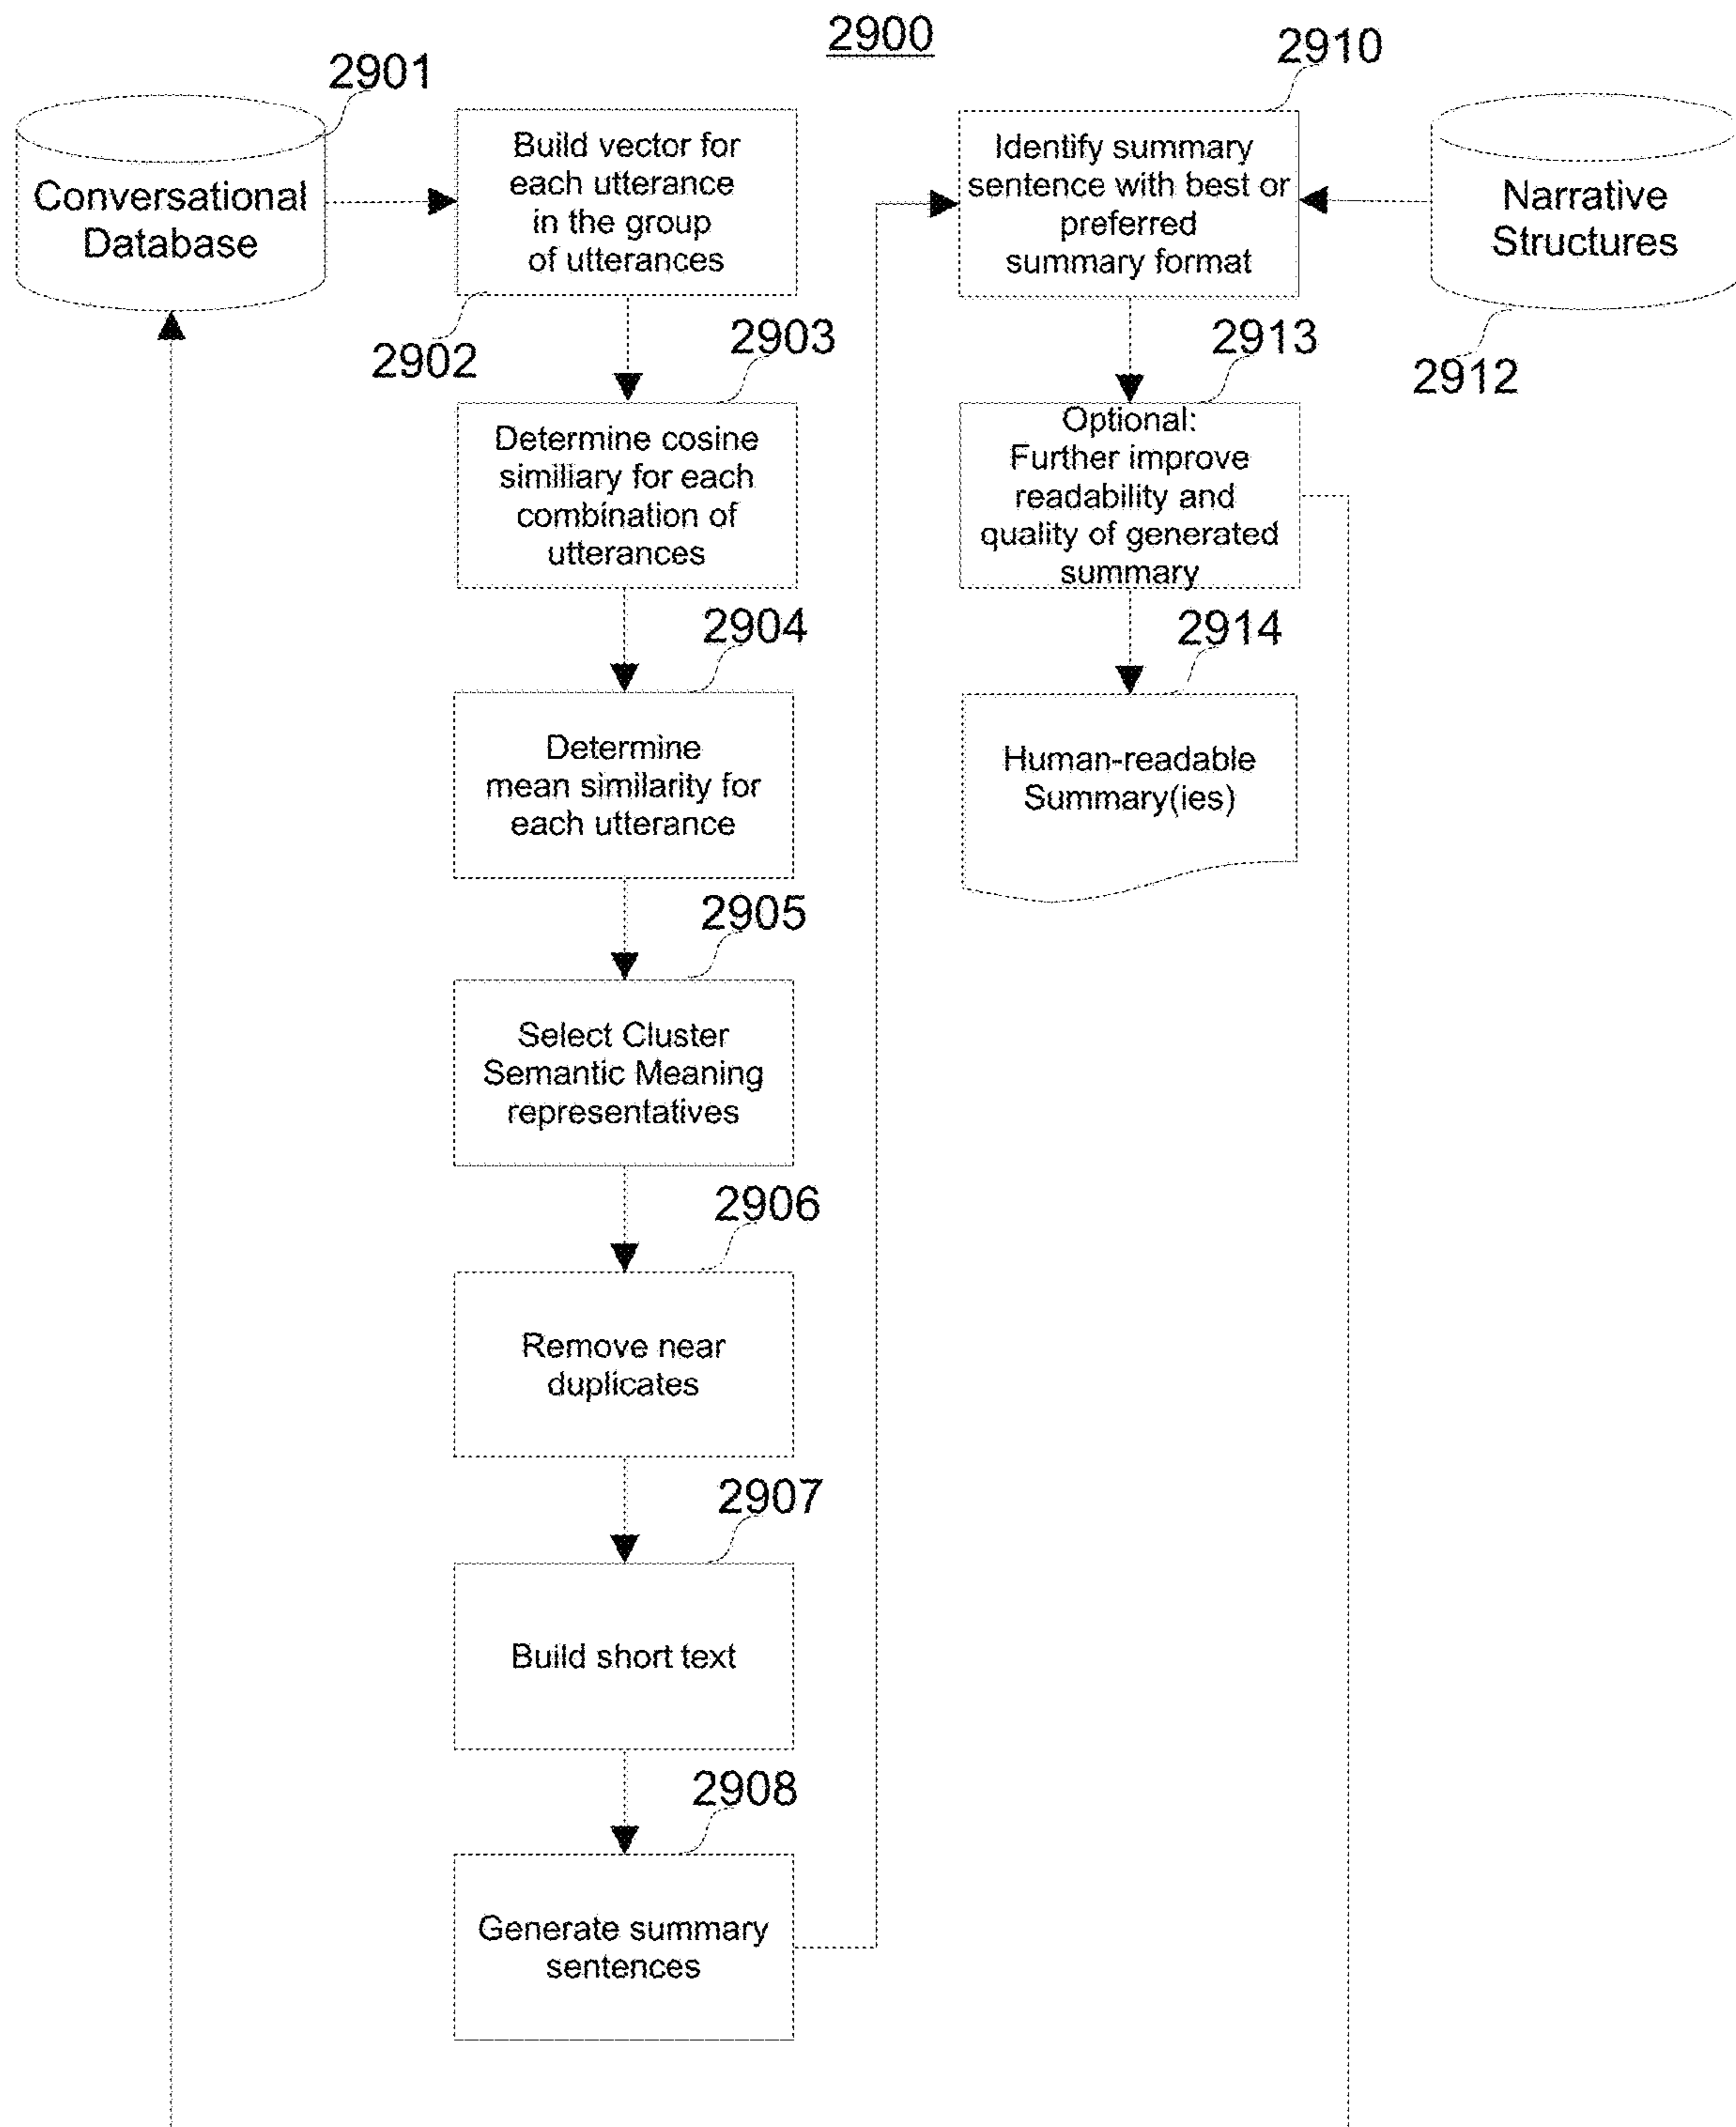 2900
2901
Conversational
Database
Build vector for
each utterance
in the group
of utterances
2902
2903
Determine cosine
similiary for each
combination of
utterances
2904
Determine
mean similarity for
each utterance
2905
Select Cluster
Semantic Meaning
representatives
2906
Remove near
duplicates
2907
Build short text
2908
Generate summary
sentences
2910
Identify summary
sentence with best or
preferred
summary format
Narrative
Structures
2912
2913
Optional:
Further improve
readability and
quality of generated
summary
2914
Human-readable
Summary(ies)